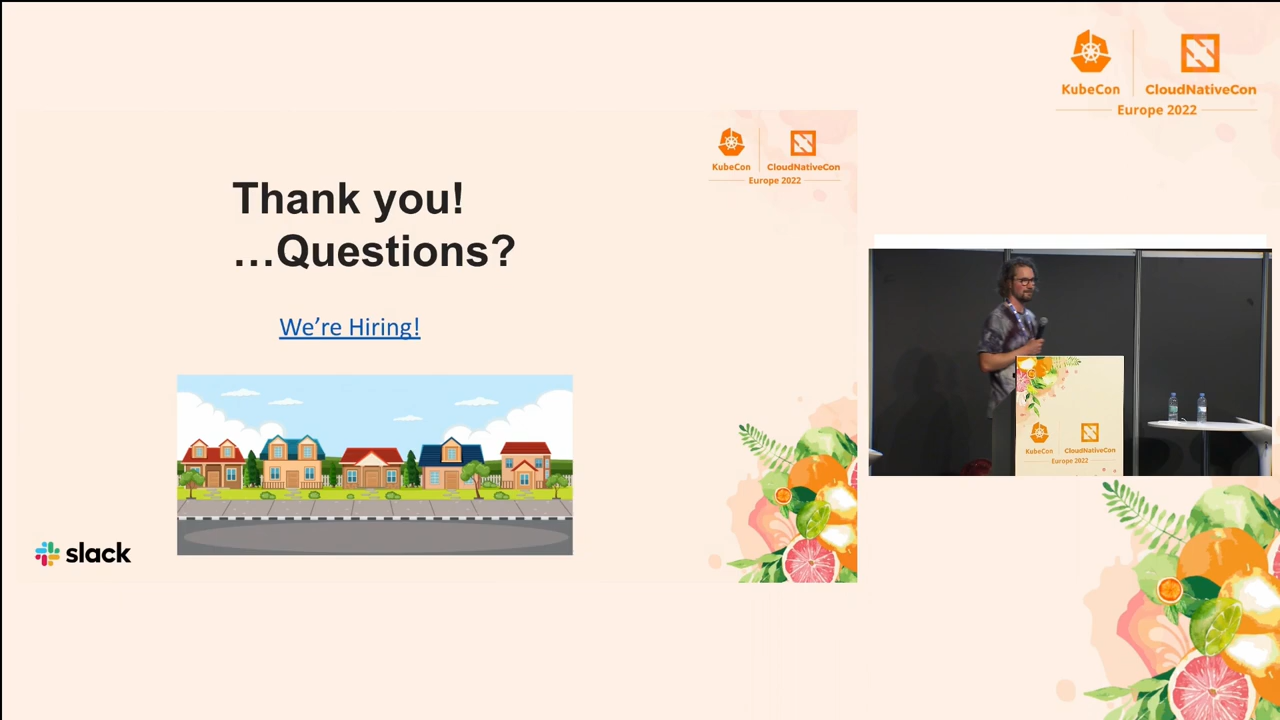 KubeCon
CloudNativeCon
Europe 2022
KubeCon
CloudNativeCon
Europe 2022
Thank you!
…Questions?
We're Hiring!
slack
KubeCon
CloudNativeCon
Europe 2022